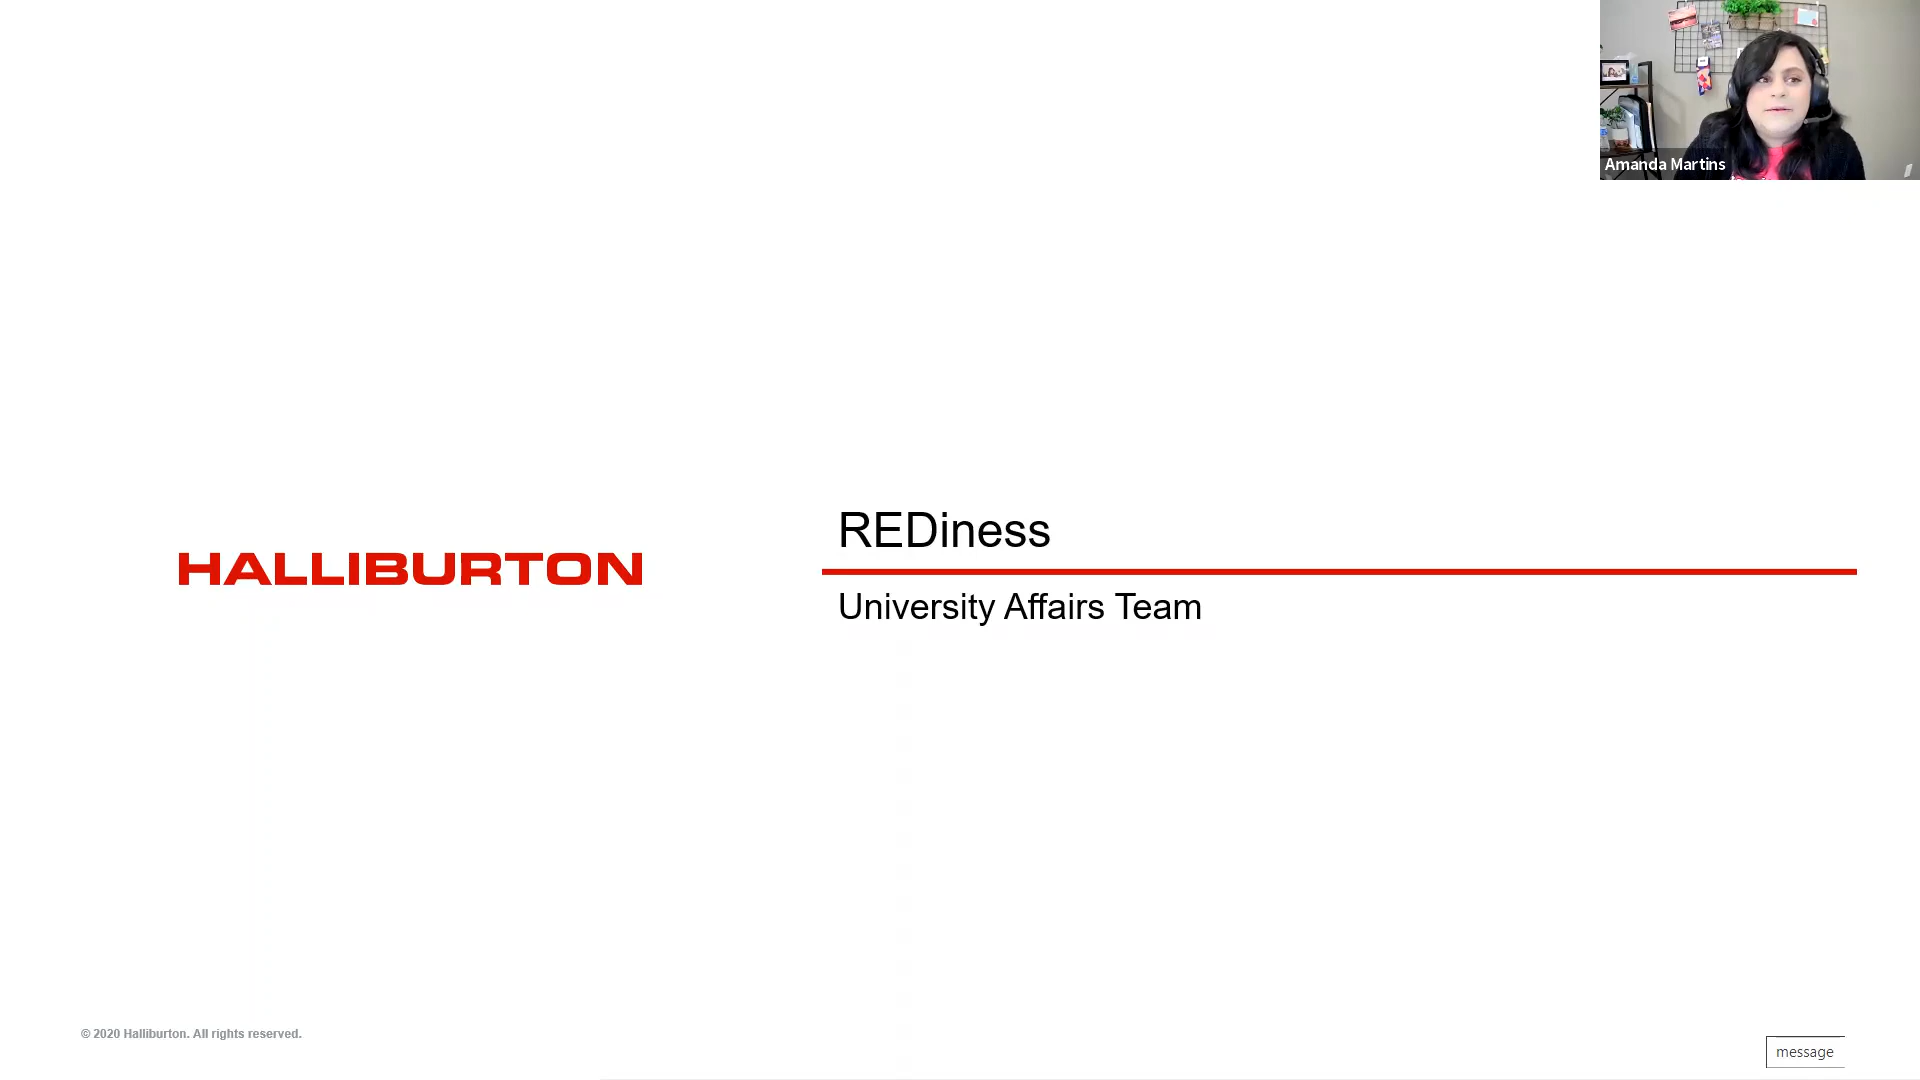 Amanda Martins
REDiness
HALLIBURTON
University Affairs Team
© 2020 Halliburton. All rights reserved.
message